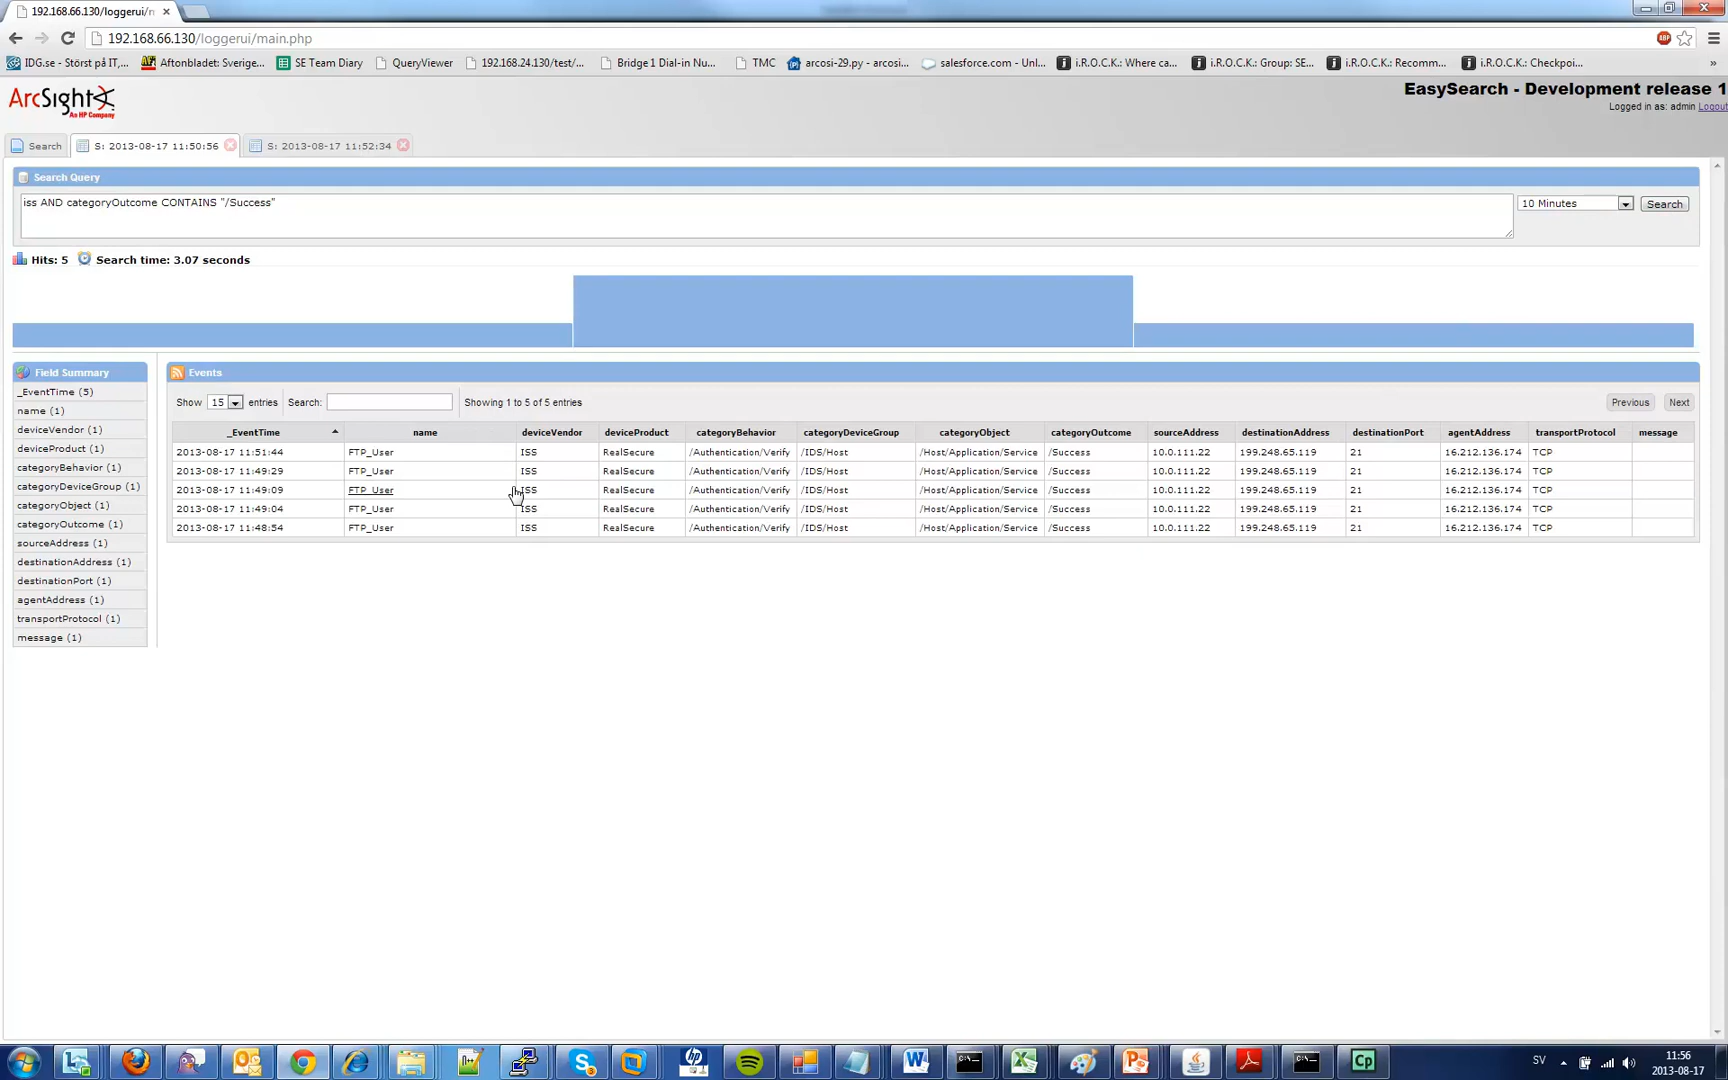 192.168.66.130/loggerui/n
192.168.66.130/loggerui/main.php
IDG.se - Störst på IT,... Aftonbladet: Sverige... SE Team Diary QueryViewer 192.168.24.130/test/... Bridge 1 Dial-in Nu... TMC arcosi-29.py - arcosi... salesforce.com - Unl... i.R.O.C.K.: Where ca... i.R.O.C.K.: Group: SE... i.R.O.C.K.: Recomm... i.R.O.C.K.: Checkpoi... »
ArcSight
An HP Company
EasySearch - Development release 1
Logged in as: admin Logout
Search S: 2013-08-17 11:50:56 S: 2013-08-17 11:52:34
Search Query
iss AND categoryOutcome CONTAINS "/Success" 10 Minutes Search
Hits: 5 Search time: 3.07 seconds
Field Summary
_EventTime (5)
name (1)
deviceVendor (1)
deviceProduct (1)
categoryBehavior (1)
categoryDeviceGroup (1)
categoryObject (1)
categoryOutcome (1)
sourceAddress (1)
destinationAddress (1)
destinationPort (1)
agentAddress (1)
transportProtocol (1)
message (1)
Events
Show 15 entries Search: Showing 1 to 5 of 5 entries Previous Next
_EventTime name deviceVendor deviceProduct categoryBehavior categoryDeviceGroup categoryObject categoryOutcome sourceAddress destinationAddress destinationPort agentAddress transportProtocol message
2013-08-17 11:51:44 FTP_User ISS RealSecure /Authentication/Verify /IDS/Host /Host/Application/Service /Success 10.0.111.22 199.248.65.119 21 16.212.136.174 TCP
2013-08-17 11:49:29 FTP_User ISS RealSecure /Authentication/Verify /IDS/Host /Host/Application/Service /Success 10.0.111.22 199.248.65.119 21 16.212.136.174 TCP
2013-08-17 11:49:09 FTP_User ISS RealSecure /Authentication/Verify /IDS/Host /Host/Application/Service /Success 10.0.111.22 199.248.65.119 21 16.212.136.174 TCP
2013-08-17 11:49:04 FTP_User ISS RealSecure /Authentication/Verify /IDS/Host /Host/Application/Service /Success 10.0.111.22 199.248.65.119 21 16.212.136.174 TCP
2013-08-17 11:48:54 FTP_User ISS RealSecure /Authentication/Verify /IDS/Host /Host/Application/Service /Success 10.0.111.22 199.248.65.119 21 16.212.136.174 TCP
SV 11:56
2013-08-17